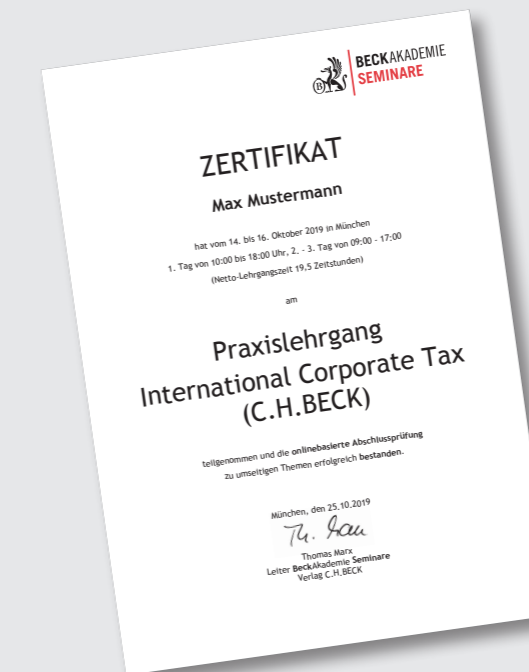 BECKAKADEMIE
SEMINARE
B
ZERTIFIKAT
Max Mustermann
hat vom 14. bis 16. Oktober 2019 in München
1. Tag von 10:00 bis 18:00 Uhr, 2. - 3. Tag von 09:00 - 17:00
(Netto-Lehrgangszeit 19,5 Zeitstunden)
am
Praxislehrgang
International Corporate Tax
(C.H.BECK)
teilgenommen und die onlinebasierte Abschlussprüfung
zu umseitigen Themen erfolgreich bestanden.
München, den 25.10.2019
Th. Marx
Thomas Marx
Leiter BeckAkademie Seminare
Verlag C.H.BECK